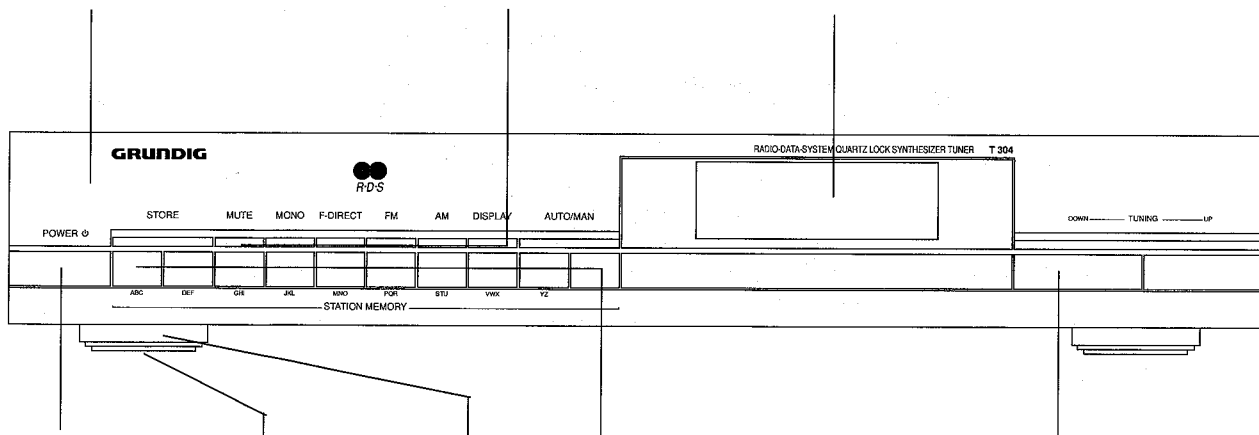 GRUNDIG
RADIO-DATA-SYSTEM QUARTZ LOCK SYNTHESIZER TUNER T 304
R·D·S
STORE MUTE MONO F-DIRECT FM AM DISPLAY AUTO/MAN
DOWN TUNING UP
POWER
ABC DEF GHI JKL MNO PQR STU VWX YZ
STATION MEMORY